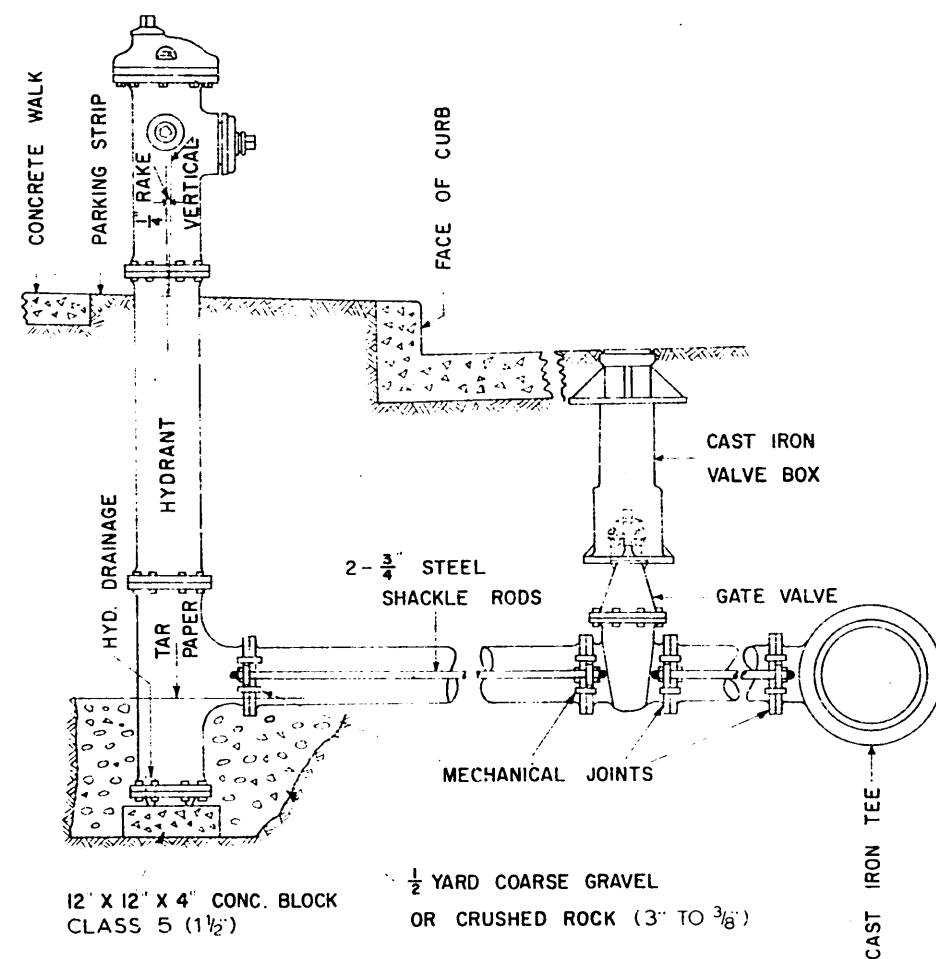 CONCRETE WALK
PARKING STRIP
1/4" RAKE
VERTICAL
FACE OF CURB
HYDRANT
CAST IRON
VALVE BOX
HYD. DRAINAGE
2-3/4" STEEL
SHACKLE RODS
GATE VALVE
TAR
PAPER
MECHANICAL JOINTS
12" X 12" X 4" CONC. BLOCK
CLASS 5 (1½")
1/2 YARD COARSE GRAVEL
OR CRUSHED ROCK (3" TO 3/8")
CAST IRON TEE